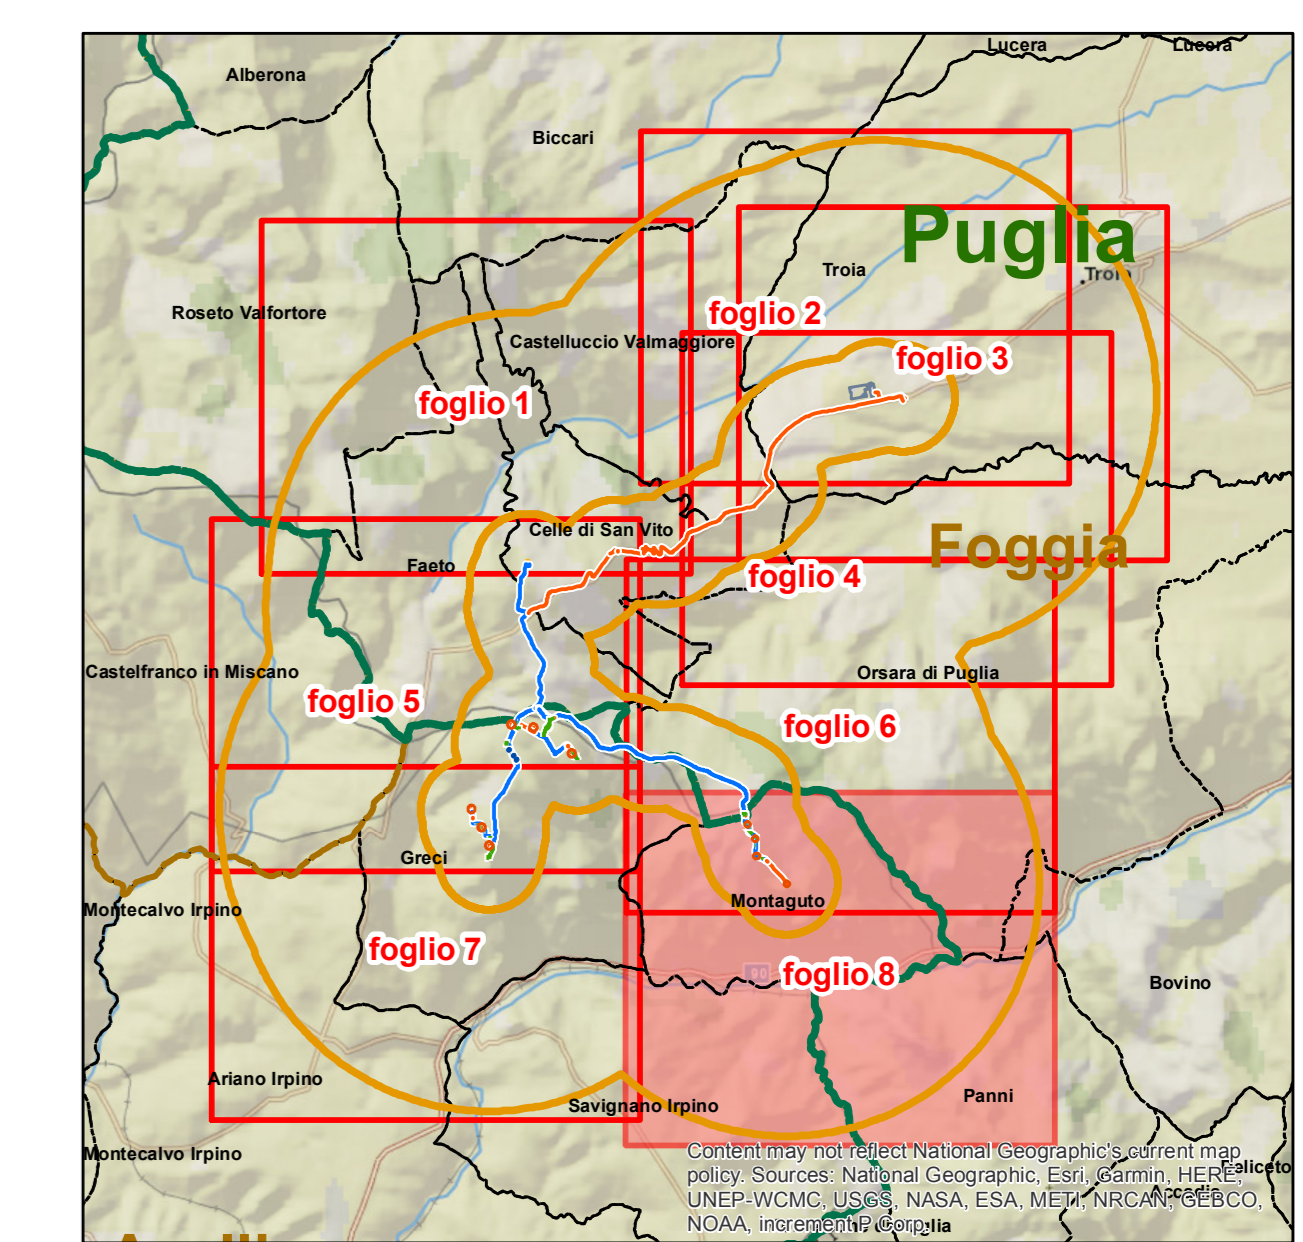 Lucera
Lucera
Alberona
Biccari
Puglia
Troia
Troia
Roseto Valfortore
foglio 2
Castelluccio Valmaggiore
foglio 3
foglio 1
Celle di San Vito
Foggia
Faeto
foglio 4
Castelfranco in Miscano
Orsara di Puglia
foglio 5
foglio 6
Greci
Montaguto
Montecalvo Irpino
foglio 7
90
foglio 8
Bovino
Ariano Irpino
Panni
Savignano Irpino
Montecalvo Irpino
Content may not reflect National Geographic's current map
policy. Sources: National Geographic, Esri, Garmin, HERE,
UNEP-WCMC, USGS, NASA, ESA, METI, NRCAN, GEBCO,
NOAA, increment P Corp.